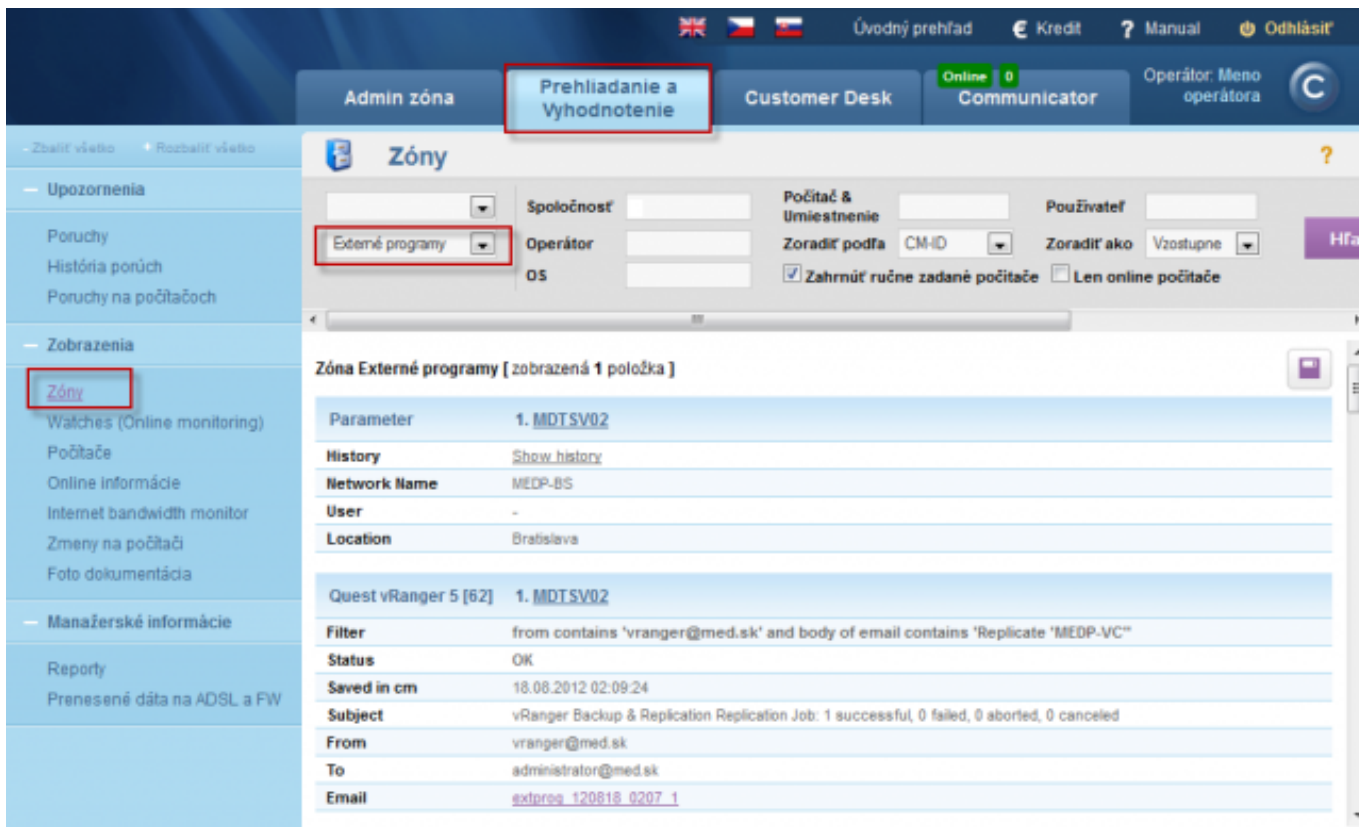 Úvodný prehľad € Kredit ? Manual Odhlásiť
Admin zóna
Prehliadanie a
Vyhodnotenie
Customer Desk
Online 0
Communicator
Operátor: Meno
operátora
- Zbaliť všetko + Rozbaliť všetko
Zóny ?
Upozornenia
Poruchy
História porúch
Poruchy na počítačoch
Zobrazenia
Zóny
Watches (Online monitoring)
Počítače
Online informácie
Internet bandwidth monitor
Zmeny na počítači
Foto dokumentácia
Manažerské informácie
Reporty
Prenesené dáta na ADSL a FW
Spoločnosť
Počítač &
Umiestnenie
Používateľ
Externé programy
Operátor
Zoradiť podľa CM-ID
Zoradiť ako Vzostupne
Hľa
OS
Zahrnúť ručne zadané počítače Len online počítače
Zóna Externé programy [ zobrazená 1 položka ]
Parameter 1. MDTSV02
History Show history
Network Name MEDP-BS
User -
Location Bratislava
Quest vRanger 5 [62] 1. MDTSV02
Filter from contains 'vranger@med.sk' and body of email contains 'Replicate 'MEDP-VC''
Status OK
Saved in cm 18.08.2012 02:09:24
Subject vRanger Backup & Replication Replication Job: 1 successful, 0 failed, 0 aborted, 0 canceled
From vranger@med.sk
To administrator@med.sk
Email extprog_120818_0207_1